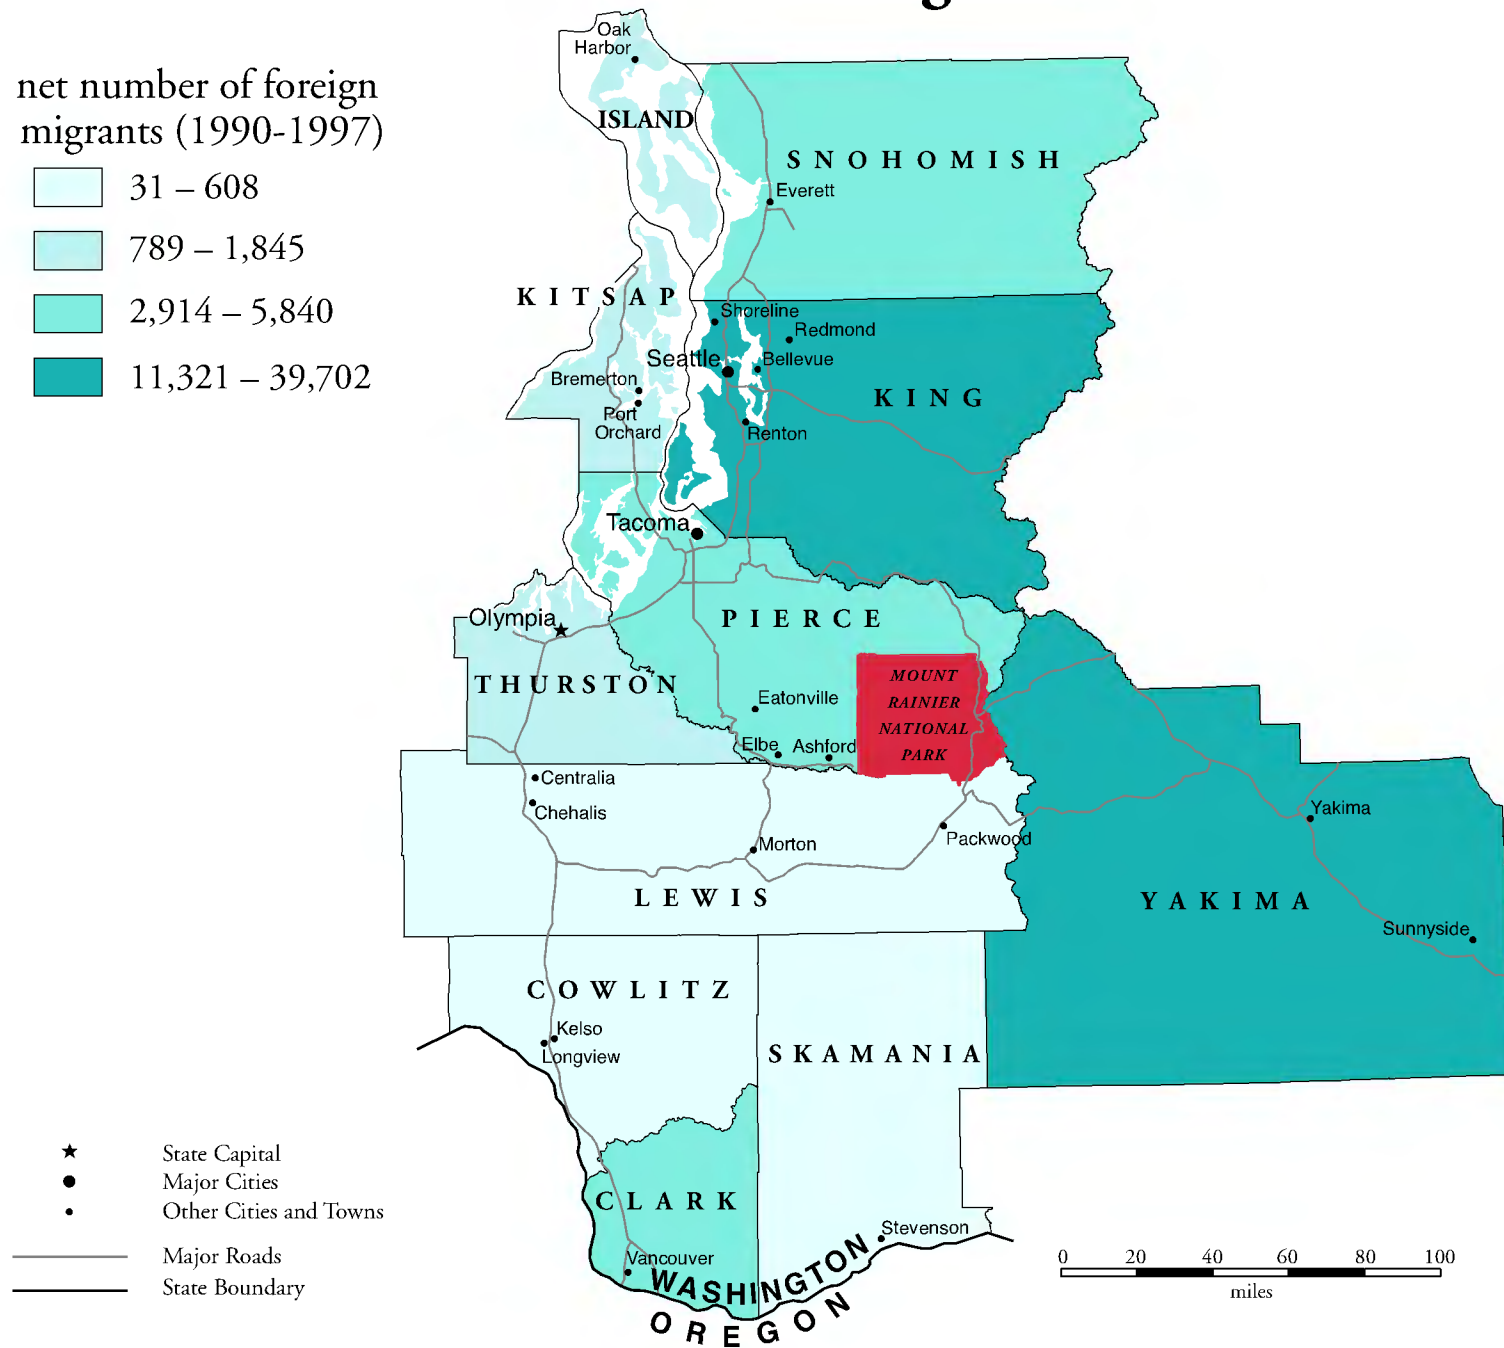 net number of foreign
migrants (1990-1997)
31 – 608
789 – 1,845
2,914 – 5,840
11,321 – 39,702
Oak
Harbor
ISLAND
SNOHOMISH
Everett
KITSAP
Shoreline
Redmond
Seattle
Bellevue
Bremerton
KING
Port
Orchard
Renton
Tacoma
PIERCE
Olympia
THURSTON
MOUNT
RAINIER
NATIONAL
PARK
Eatonville
Elbe
Ashford
Centralia
Chehalis
Yakima
Morton
Packwood
LEWIS
YAKIMA
Sunnyside
COWLITZ
Kelso
Longview
SKAMANIA
CLARK
Stevenson
Vancouver
WASHINGTON
OREGON
State Capital
Major Cities
Other Cities and Towns
Major Roads
State Boundary
0 20 40 60 80 100
miles